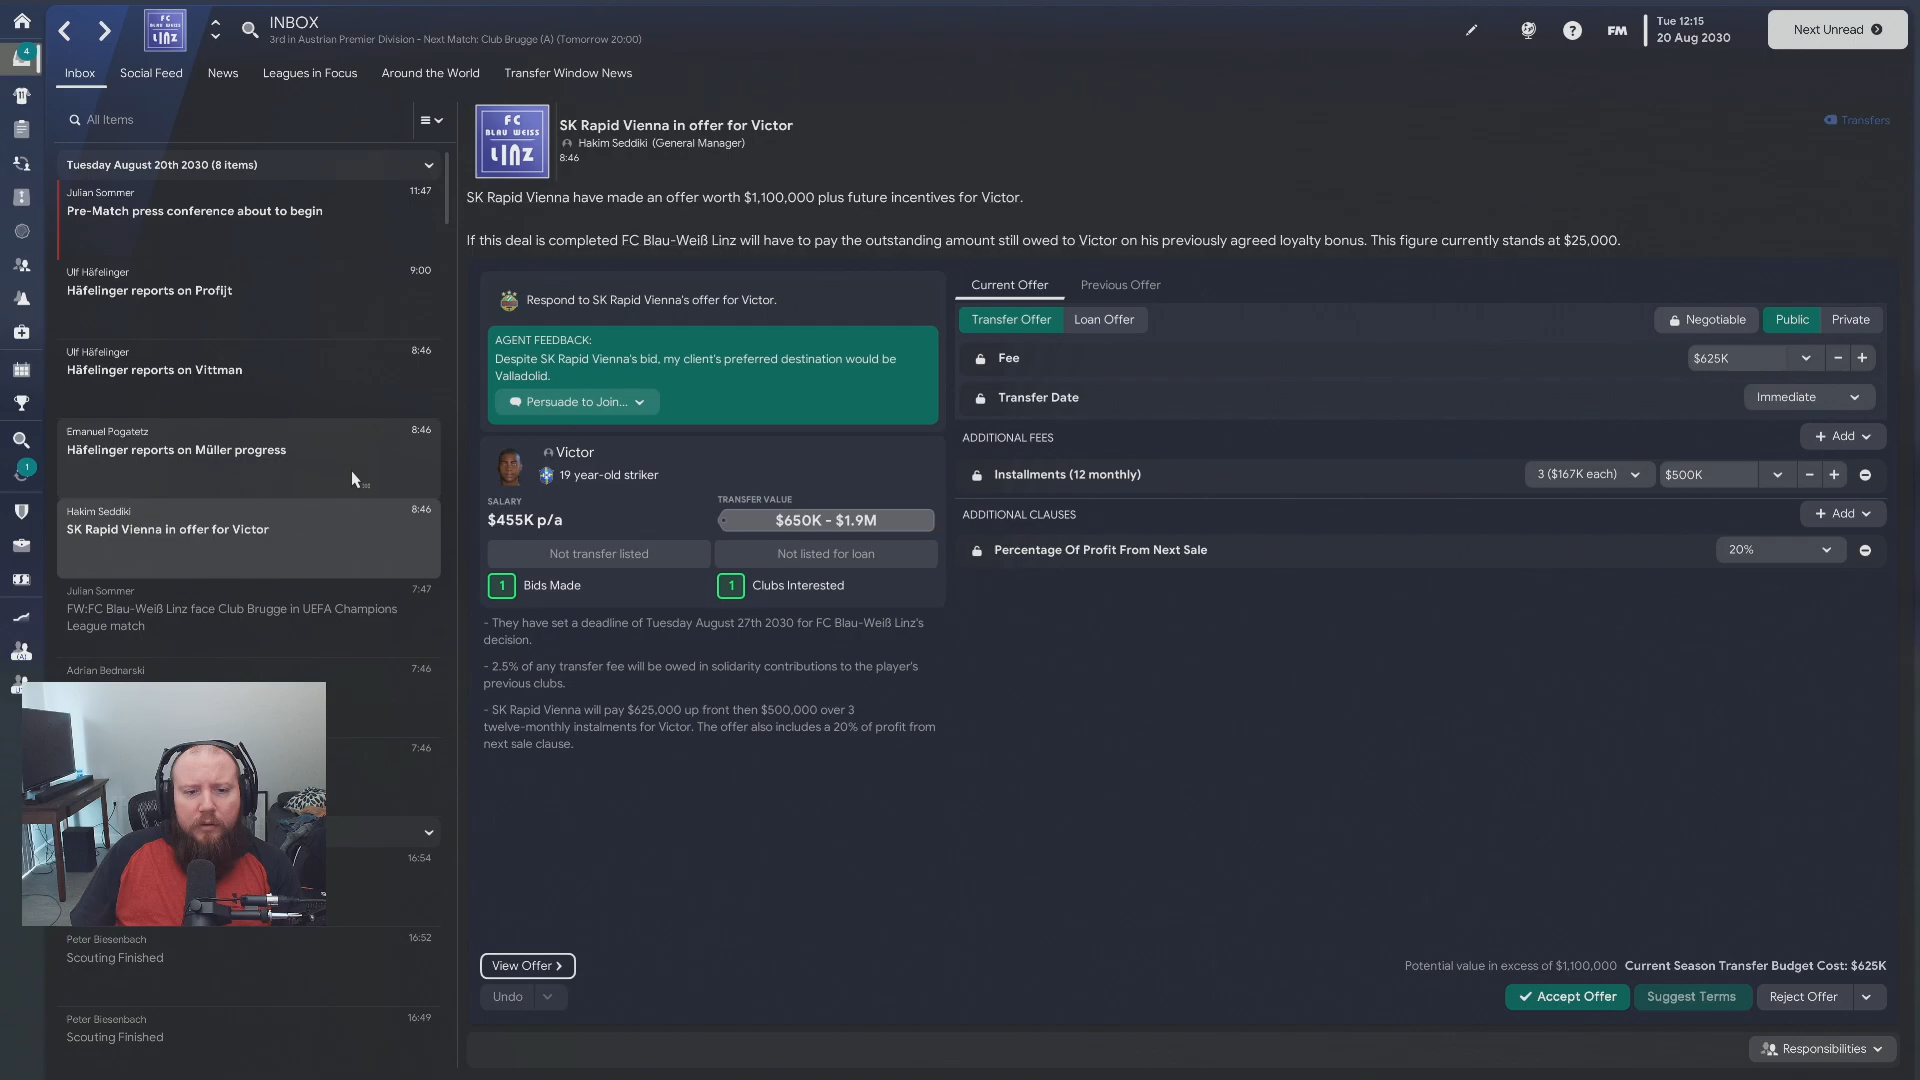 INBOX
3rd in Austrian Premier Division - Next Match: Club Brugge (A) (Tomorrow 20:00)
FC
BLAU WEISS
LINZ
FM
Tue 12:15
20 Aug 2030
Next Unread
4
Inbox
Social Feed
News
Leagues in Focus
Around the World
Transfer Window News
All Items
Tuesday August 20th 2030 (8 items)
Julian Sommer
11:47
Pre-Match press conference about to begin
Ulf Häfelinger
9:00
Häfelinger reports on Profijt
Ulf Häfelinger
8:46
Häfelinger reports on Vittman
Emanuel Pogatetz
8:46
Häfelinger reports on Müller progress
1
Hakim Seddiki
8:46
SK Rapid Vienna in offer for Victor
Julian Sommer
7:47
FW:FC Blau-Weiß Linz face Club Brugge in UEFA Champions
League match
Adrian Bednarski
7:46
7:46
16:54
Peter Biesenbach
16:52
Scouting Finished
Peter Biesenbach
16:49
Scouting Finished
FC
BLAU WEISS
LINZ
SK Rapid Vienna in offer for Victor
Hakim Seddiki (General Manager)
8:46
Transfers
SK Rapid Vienna have made an offer worth $1,100,000 plus future incentives for Victor.
If this deal is completed FC Blau-Weiß Linz will have to pay the outstanding amount still owed to Victor on his previously agreed loyalty bonus. This figure currently stands at $25,000.
Respond to SK Rapid Vienna's offer for Victor.
AGENT FEEDBACK:
Despite SK Rapid Vienna's bid, my client's preferred destination would be
Valladolid.
Persuade to Join...
Victor
19 year-old striker
SALARY
TRANSFER VALUE
$455K p/a
$650K - $1.9M
Not transfer listed
Not listed for loan
1 Bids Made
1 Clubs Interested
- They have set a deadline of Tuesday August 27th 2030 for FC Blau-Weiß Linz's
decision.
- 2.5% of any transfer fee will be owed in solidarity contributions to the player's
previous clubs.
- SK Rapid Vienna will pay $625,000 up front then $500,000 over 3
twelve-monthly instalments for Victor. The offer also includes a 20% of profit from
next sale clause.
Current Offer
Previous Offer
Transfer Offer
Loan Offer
Negotiable
Public
Private
Fee
$625K
Transfer Date
Immediate
ADDITIONAL FEES
Add
Installments (12 monthly)
3 ($167K each)
$500K
ADDITIONAL CLAUSES
Add
Percentage Of Profit From Next Sale
20%
View Offer
Undo
Potential value in excess of $1,100,000
Current Season Transfer Budget Cost: $625K
Accept Offer
Suggest Terms
Reject Offer
Responsibilities